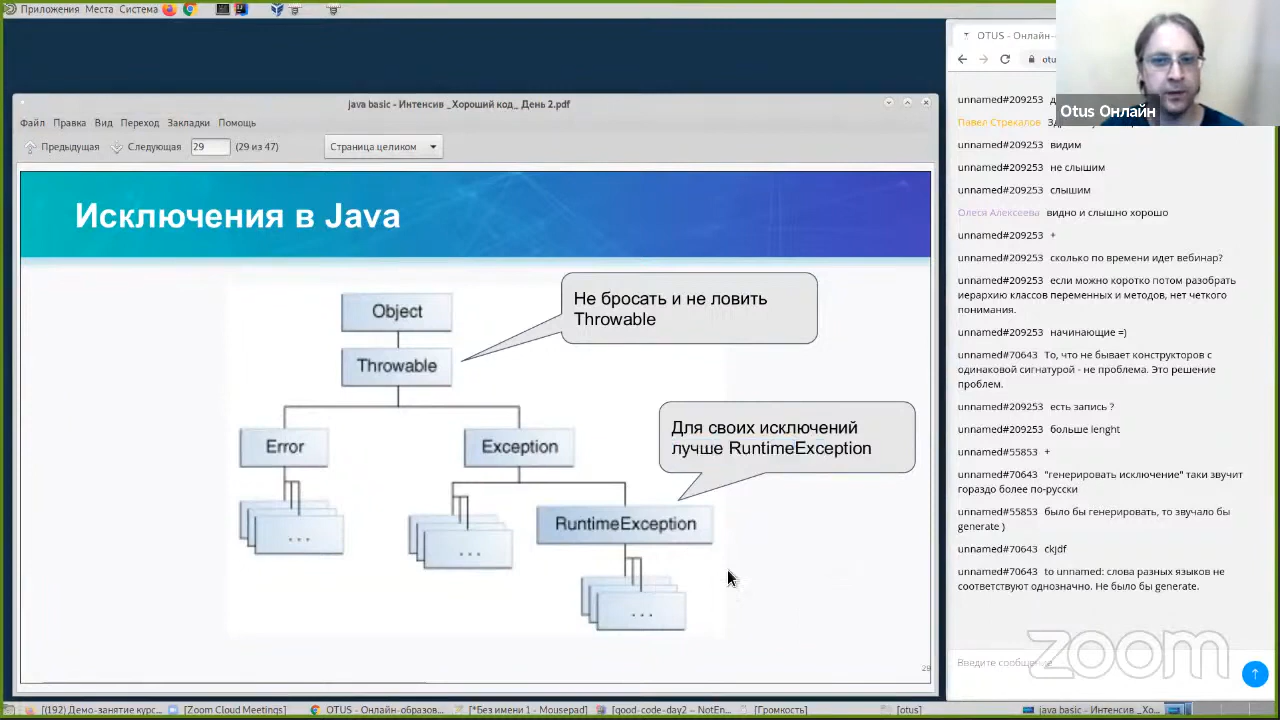 Приложения Места Система
java basic - Интенсив _Хороший код_ День 2.pdf
Файл Правка Вид Переход Закладки Помощь
Предыдущая Следующая 29 (29 из 47) Страница целиком
Исключения в Java
Не бросать и не ловить
Throwable
Object
Throwable
Для своих исключений
лучше RuntimeException
Error
Exception
RuntimeException
...
...
...
OTUS - Онлайн-
otu
Otus Онлайн
unnamed#209253
Павел Стрекалов
unnamed#209253 видим
unnamed#209253 не слышим
unnamed#209253 слышим
Олеся Алексеева видно и слышно хорошо
unnamed#209253 +
unnamed#209253 сколько по времени идет вебинар?
unnamed#209253 если можно коротко потом разобрать
иерархию классов переменных и методов, нет четкого
понимания.
unnamed#209253 начинающие =)
unnamed#70643 То, что не бывает конструкторов с
одинаковой сигнатурой - не проблема. Это решение
проблем.
unnamed#209253 есть запись ?
unnamed#209253 больше lenght
unnamed#55853 +
unnamed#70643 "генерировать исключение" таки звучит
гораздо более по-русски
unnamed#55853 было бы генерировать, то звучало бы
generate )
unnamed#70643 ckjdf
unnamed#70643 to unnamed: слова разных языков не
соответствуют однозначно. Не было бы generate.
Введите сообщение
zoom
[(192) Демо-занятие курс... [Zoom Cloud Meetings] OTUS - Онлайн-образов... [*Без имени 1 - Mousepad] [good-code-day2 – NotEn... [Громкость] [otus] java basic - Интенсив _Хо...